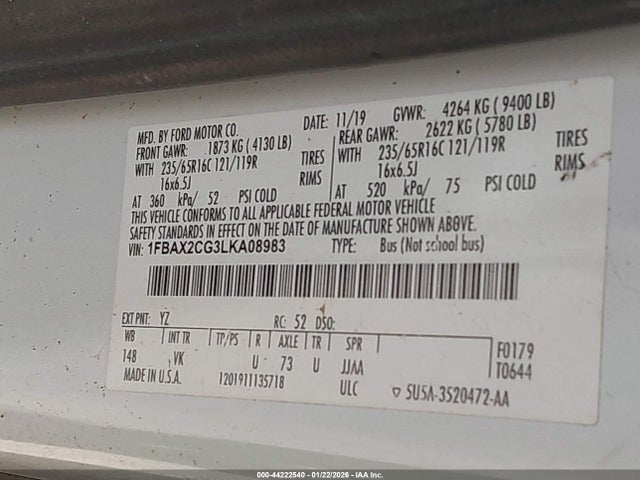 MFD. BY FORD MOTOR CO.
DATE: 11/19 GVWR: 4264 KG ( 9400 LB)
FRONT GAWR: 1873 KG ( 4130 LB) REAR GAWR: 2622 KG ( 5780 LB)
WITH 235/65R16C 121/119R TIRES WITH 235/65R16C 121/119R TIRES
16x6.5J RIMS 16x6.5J RIMS
AT 360 kPa/ 52 PSI COLD AT 520 kPa/ 75 PSI COLD
THIS VEHICLE CONFORMS TO ALL APPLICABLE FEDERAL MOTOR VEHICLE
SAFETY STANDARDS IN EFFECT ON THE DATE OF MANUFACTURE SHOWN ABOVE.
VIN: 1FBAX2CG3LKA08983 TYPE: Bus (Not school bus)
EXT PNT: YZ RC: 52 DSO:
WB INT TR TP/PS R AXLE TR SPR
148 VK U 73 U JJAA
F0179
T0644
MADE IN U.S.A. 1201911135718 ULC 5U5A-3520472-AA
000-44222540 - 01/22/2026 - IAA Inc.